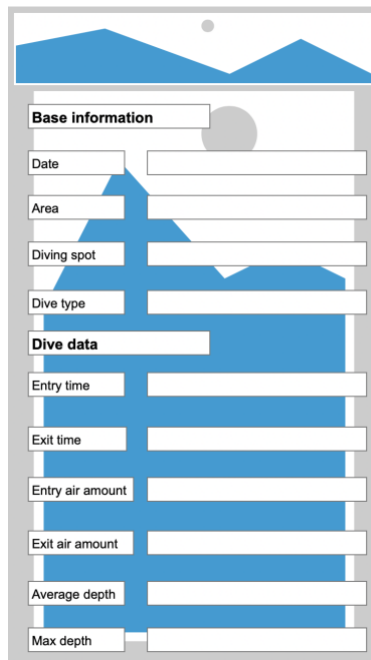 Base information
Date
Area
Diving spot
Dive type
Dive data
Entry time
Exit time
Entry air amount
Exit air amount
Average depth
Max depth